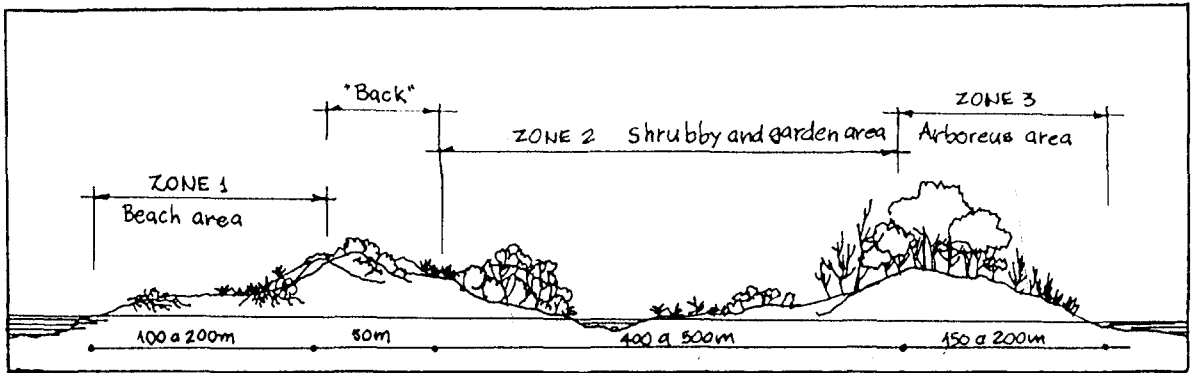 "Back"
ZONE 3
ZONE 2 Shrubby and garden area
Arboreus area
ZONE 1
Beach area
100 a 200m
50m
400 a 500m
150 a 200m